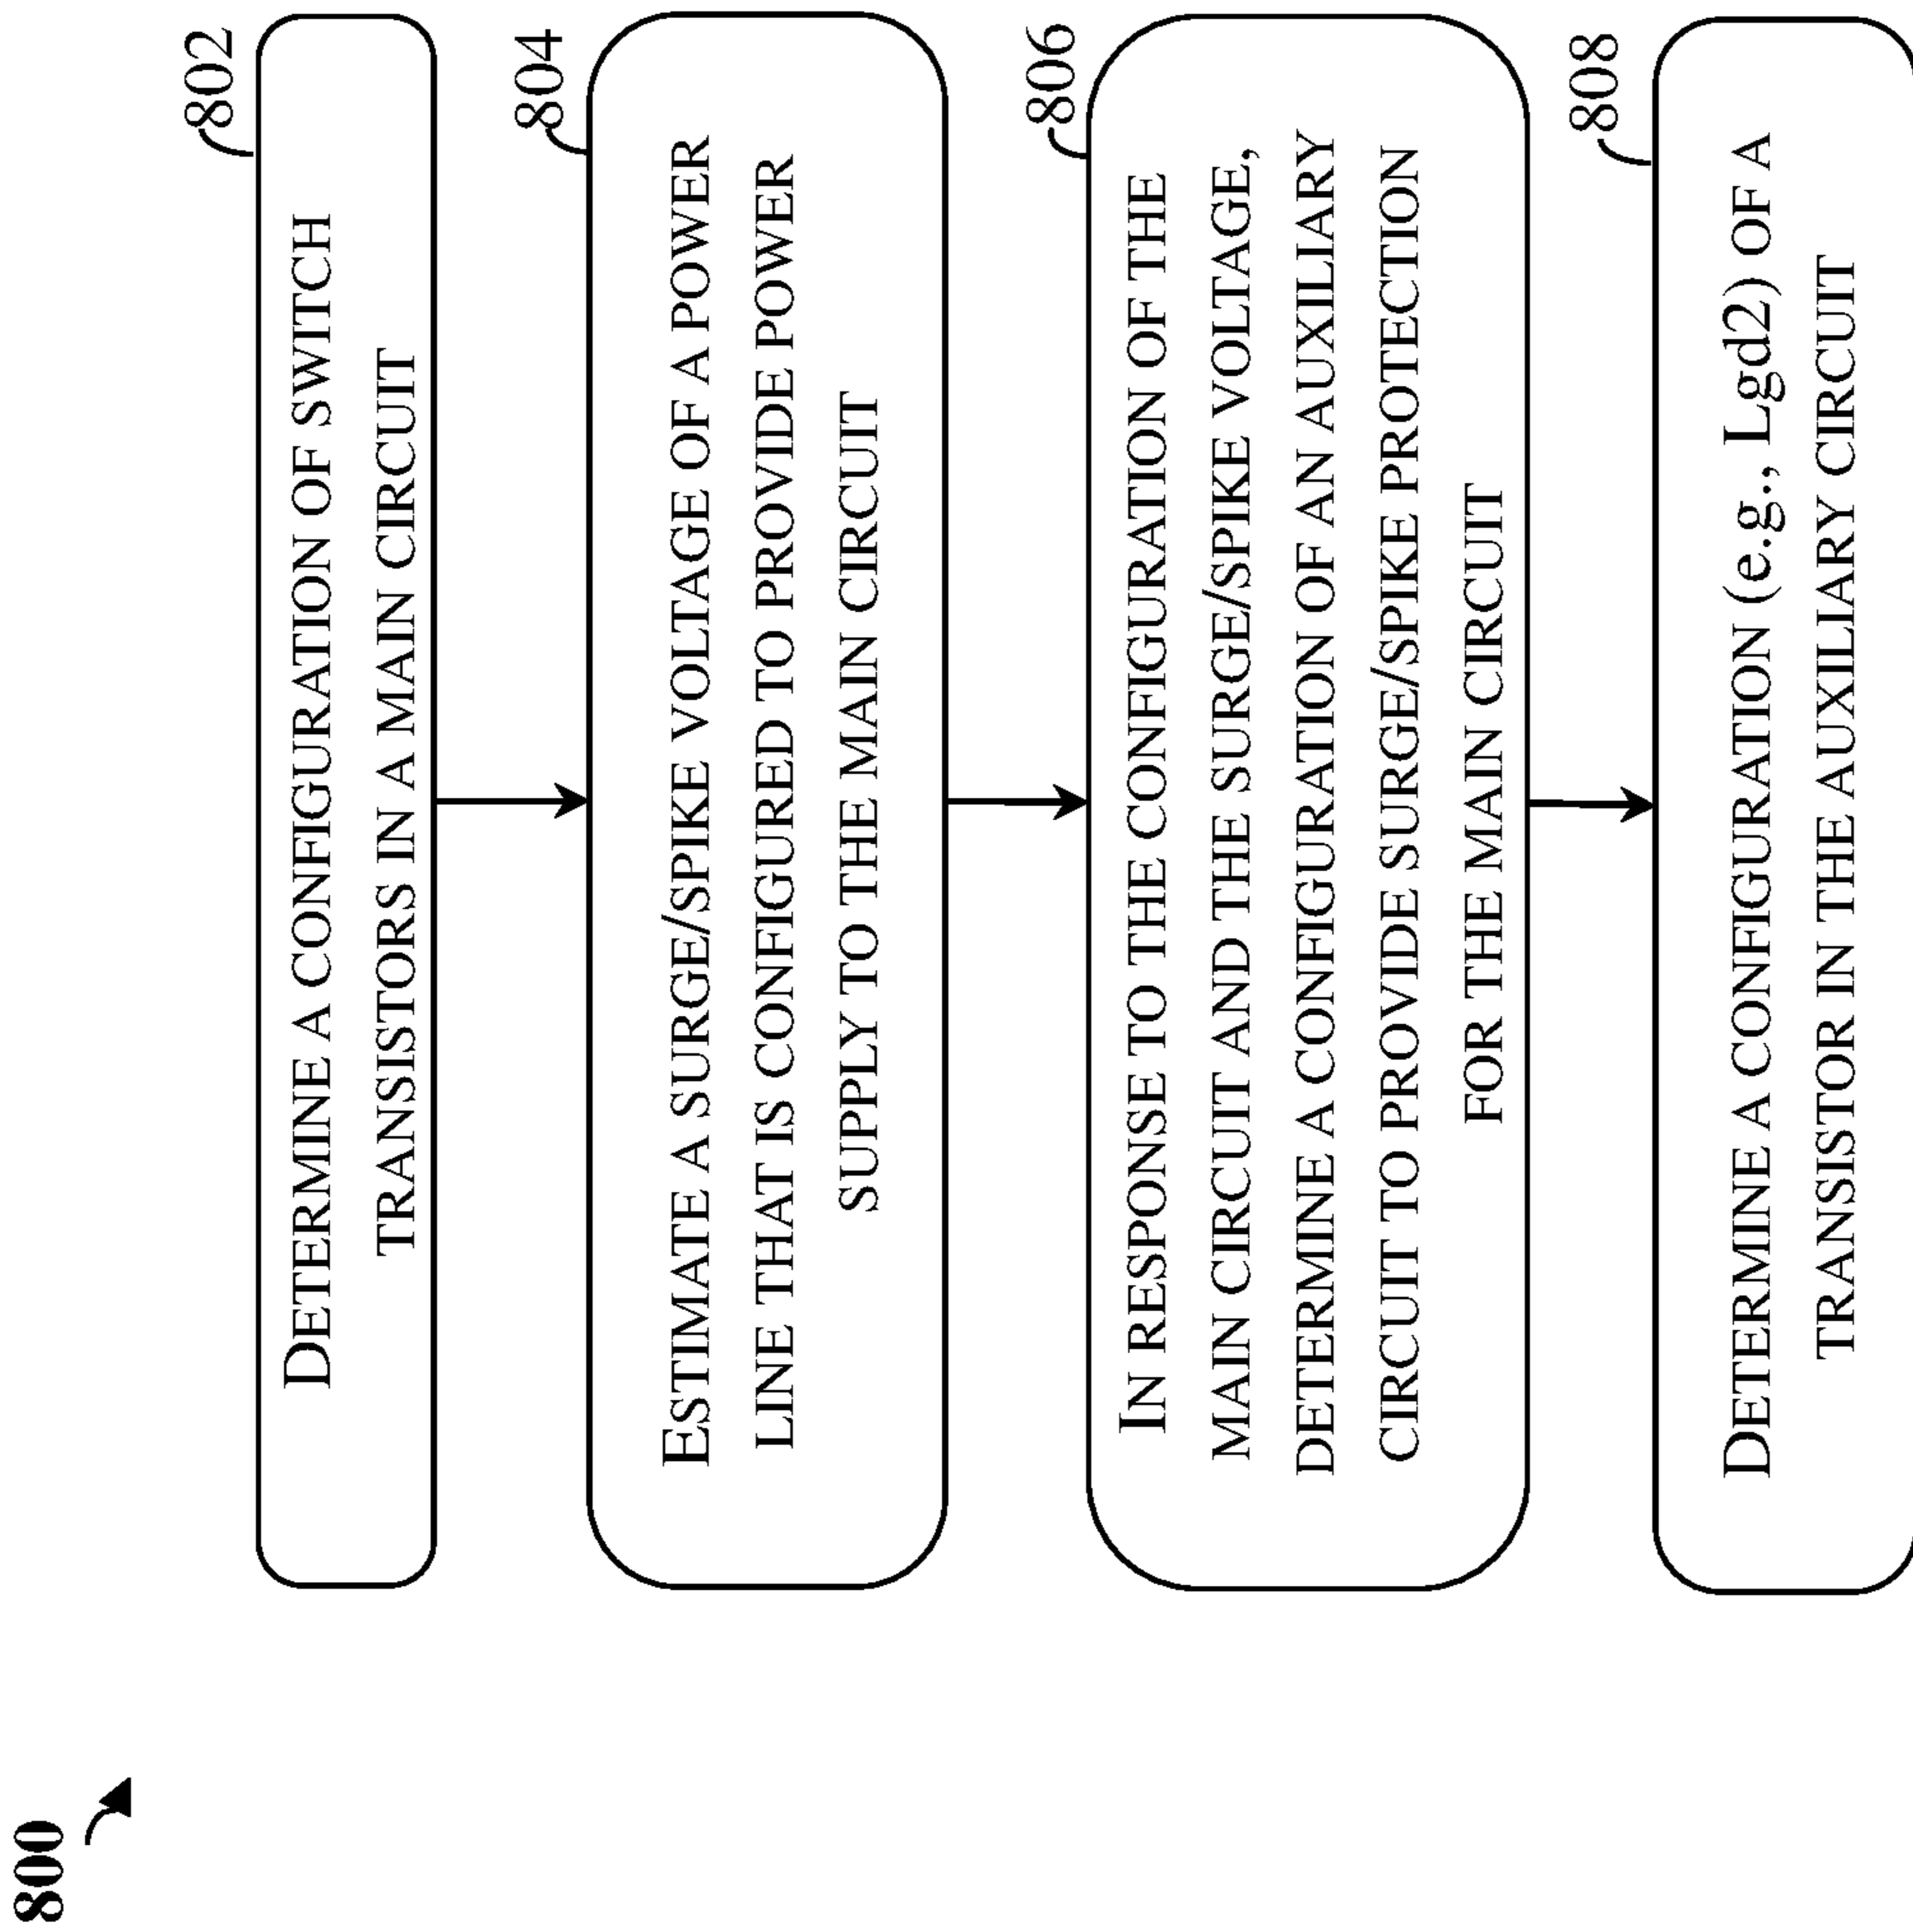 800
802
DETERMINE A CONFIGURATION OF SWITCH
TRANSISTORS IN A MAIN CIRCUIT
804
ESTIMATE A SURGE/SPIKE VOLTAGE OF A POWER
LINE THAT IS CONFIGURED TO PROVIDE POWER
SUPPLY TO THE MAIN CIRCUIT
806
IN RESPONSE TO THE CONFIGURATION OF THE
MAIN CIRCUIT AND THE SURGE/SPIKE VOLTAGE,
DETERMINE A CONFIGURATION OF AN AUXILIARY
CIRCUIT TO PROVIDE SURGE/SPIKE PROTECTION
FOR THE MAIN CIRCUIT
808
DETERMINE A CONFIGURATION (e.g., Lgd2) OF A
TRANSISTOR IN THE AUXILIARY CIRCUIT